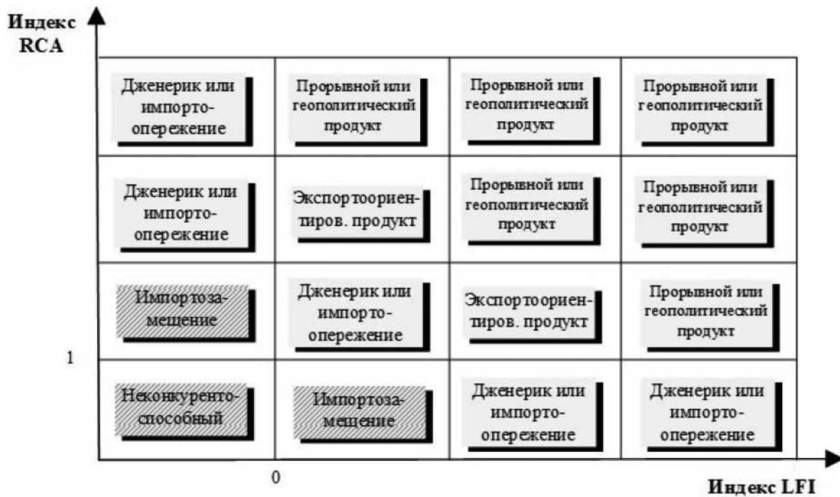 Индекс
RCA
Дженерик или
импорто-
опережение
Прорывной или
геополитический
продукт
Прорывной или
геополитический
продукт
Прорывной или
геополитический
продукт
Дженерик или
импорто-
опережение
Экспортоориен-
тиров. продукт
Прорывной или
геополитический
продукт
Прорывной или
геополитический
продукт
Импортоза-
мещение
Дженерик или
импорто-
опережение
Экспортоориен-
тиров. продукт
Прорывной или
геополитический
продукт
1
Неконкуренто-
способный
Импортоза-
мещение
Дженерик или
импорто-
опережение
Дженерик или
импорто-
опережение
0
Индекс LFI